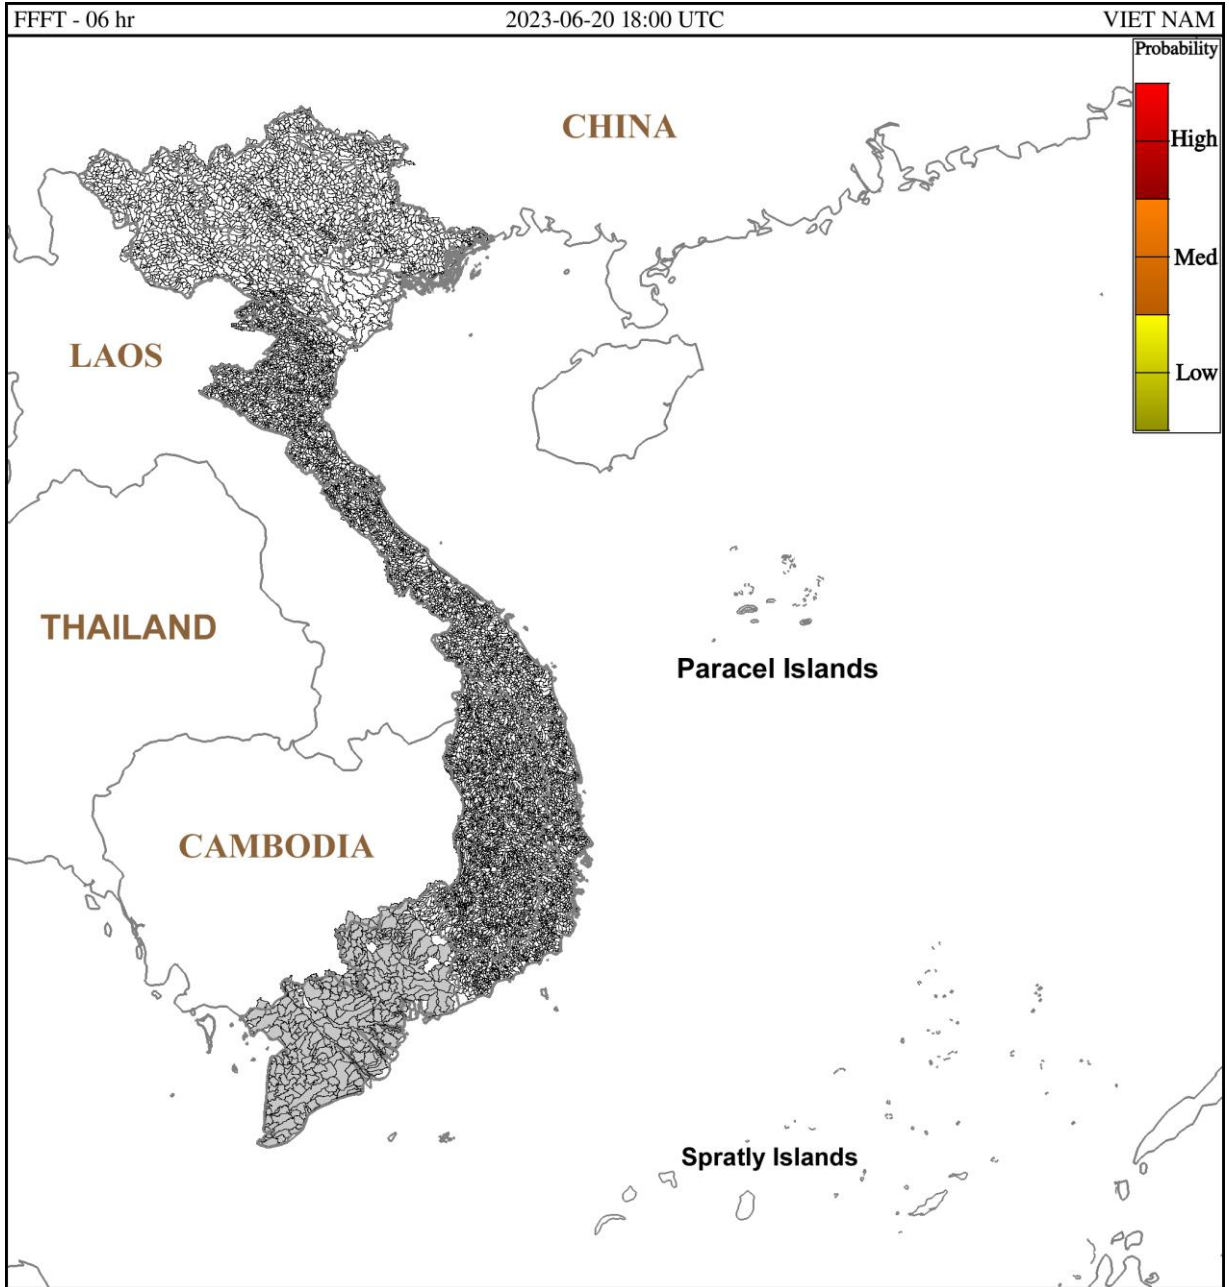 FFFT - 06 hr
2023-06-20 18:00 UTC
VIET NAM
Probability
CHINA
High
Med
LAOS
Low
THAILAND
Paracel Islands
CAMBODIA
Spratly Islands